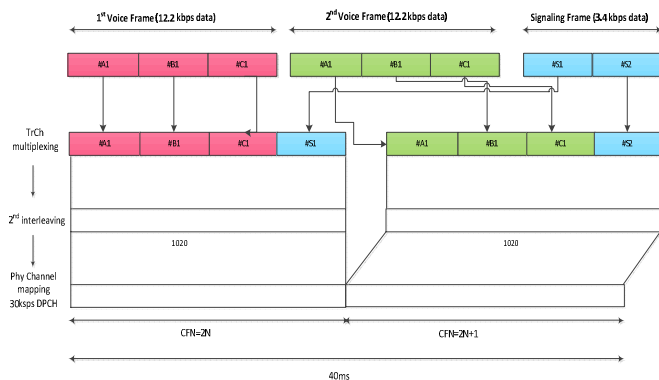 1st Voice Frame (12.2 kbps data)
2nd Voice Frame (12.2 kbps data)
Signaling Frame (3.4 kbps data)
#A1 #B1 #C1
#A1 #B1 #C1
#S1 #S2
TrCh
multiplexing
#A1 #B1 #C1 #S1
#A1 #B1 #C1 #S2
2nd interleaving
1020
1020
Phy Channel
mapping
30ksps DPCH
CFN=2N
CFN=2N+1
40ms